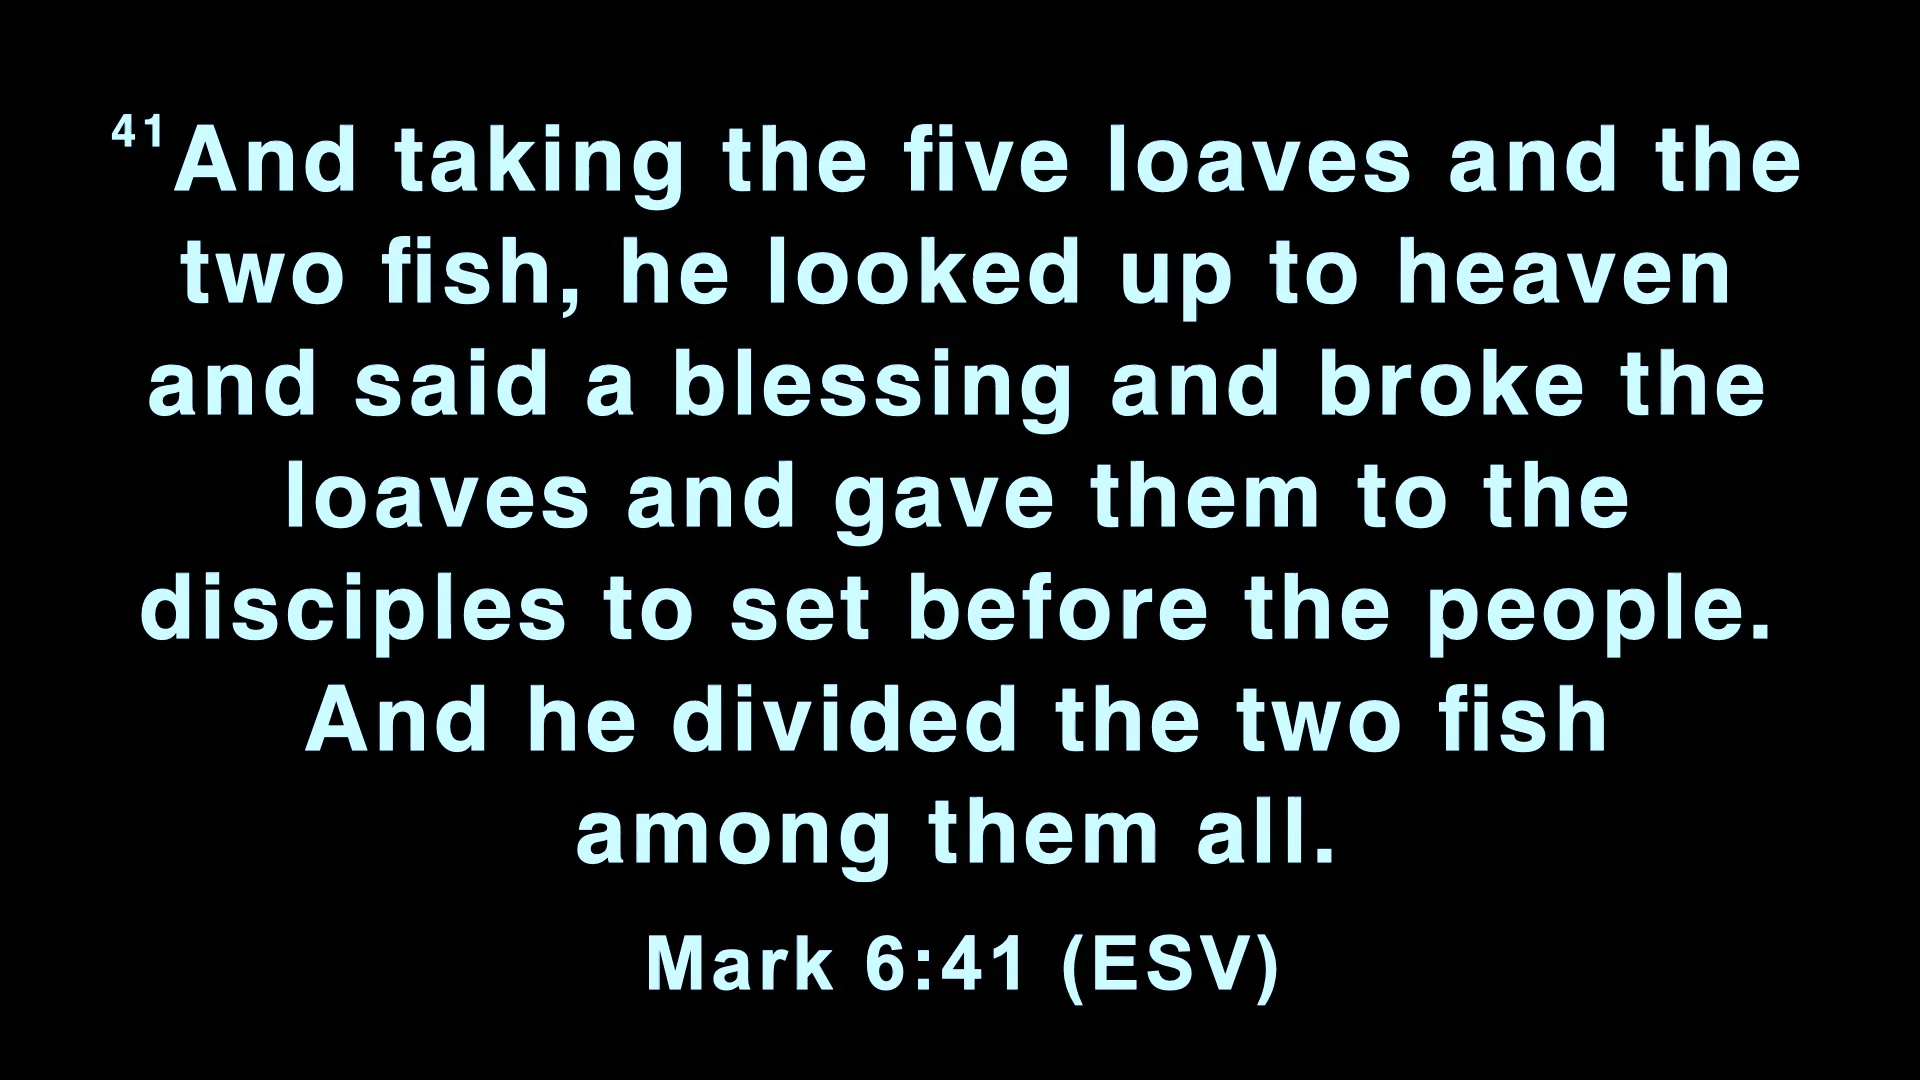 41And taking the five loaves and the
two fish, he looked up to heaven
and said a blessing and broke the
loaves and gave them to the
disciples to set before the people.
And he divided the two fish
among them all.
Mark 6:41 (ESV)